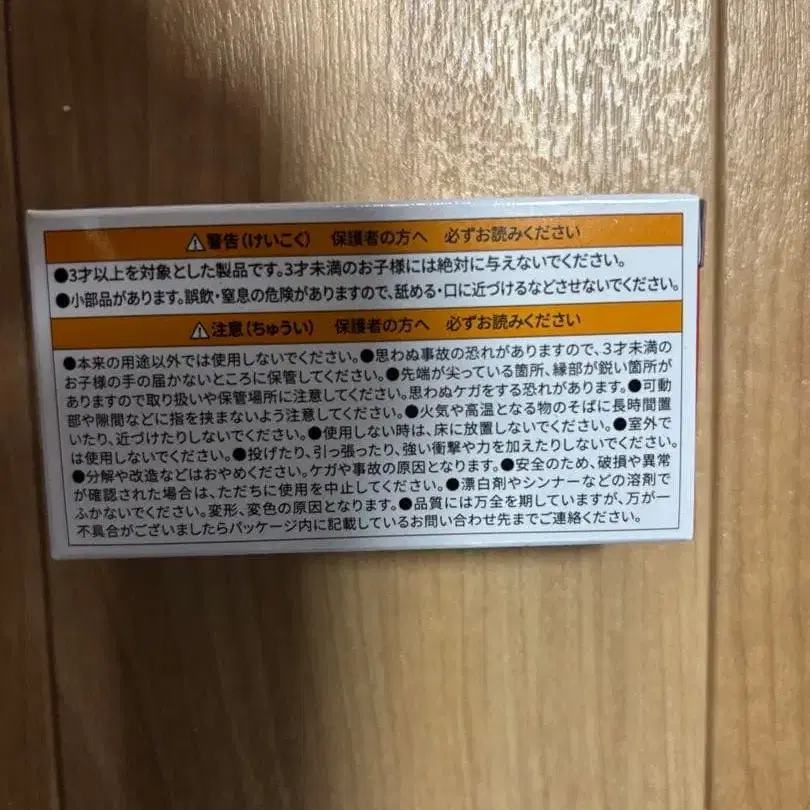 ⚠警告(けいこく) 保護者の方へ 必ずお読みください
●3才以上を対象とした製品です。3才未満のお子様には絶対に与えないでください。
●小部品があります。誤飲・窒息の危険がありますので、舐める・口に近づけるなどさせないでください。
⚠注意(ちゅうい) 保護者の方へ 必ずお読みください
●本来の用途以外では使用しないでください。●思わぬ事故の恐れがありますので、3才未満の
お子様の手の届かないところに保管してください。●先端が尖っている箇所、縁部が鋭い箇所が
ありますので取り扱いや保管場所に注意してください。思わぬケガをする恐れがあります。●可動
部や隙間などに指を挟まないよう注意してください。●火気や高温となる物のそばに長時間置
いたり、近づけたりしないでください。●使用しない時は、床に放置しないでください。●室外で
は使用しないでください。●投げたり、引っ張ったり、強い衝撃や力を加えたりしないでください。
●分解や改造などはおやめください。ケガや事故の原因となります。●安全のため、破損や異常
が確認された場合は、ただちに使用を中止してください。●漂白剤やシンナーなどの溶剤で
ふかないでください。変形、変色の原因となります。●品質には万全を期していますが、万が一
不具合がございましたらパッケージ内に記載しているお問い合わせ先までご連絡ください。